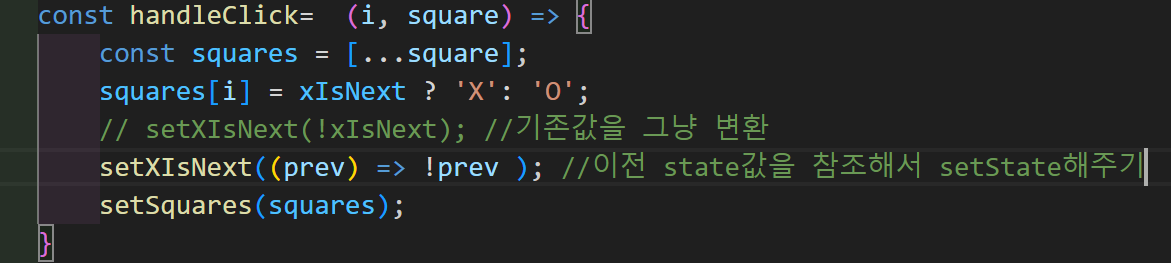 const handleClick=  (i, square) => {
    const squares = [...square];
    squares[i] = xIsNext ? 'X': 'O';
    // setXIsNext(!xIsNext); //기존값을 그냥 변환
    setXIsNext((prev) => !prev ); //이전 state값을 참조해서 setState해주기
    setSquares(squares);
}